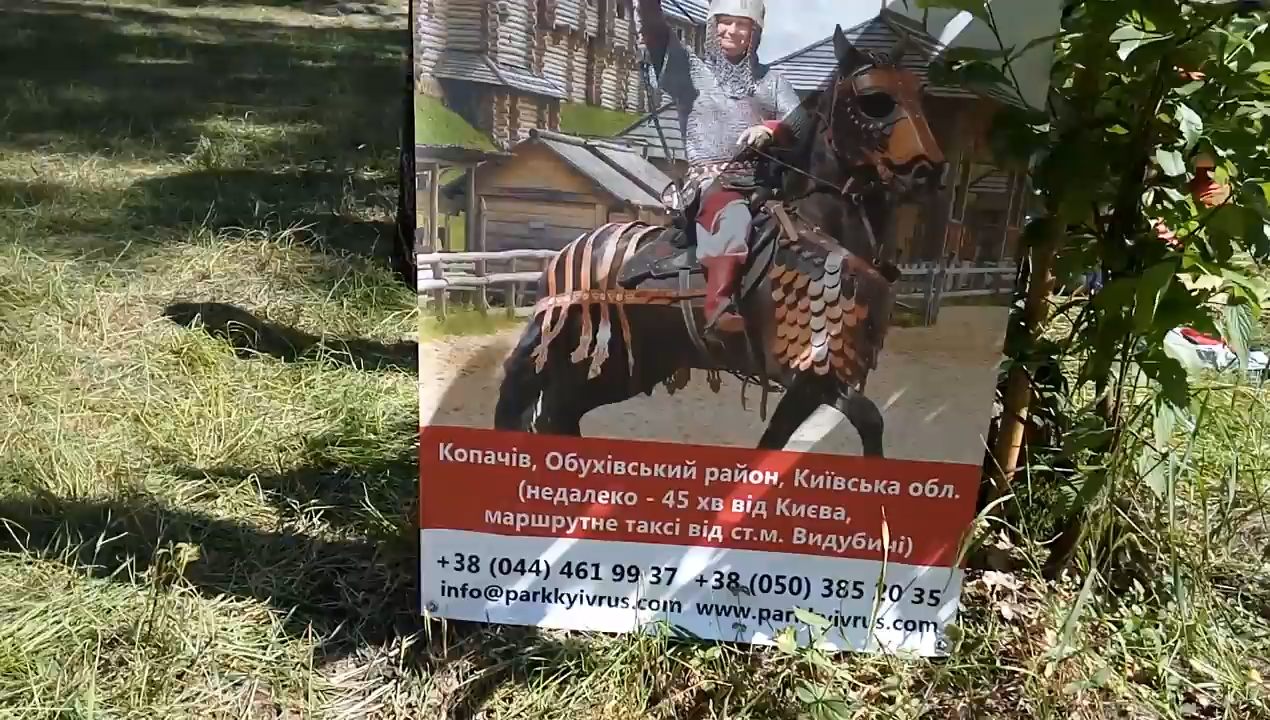 Копачів, Обухівський район, Київська обл.
(недалеко - 45 хв від Києва,
маршрутне таксі від ст.м. Видубичі)
+38 (044) 461 99 37 +38 (050) 385 20 35
info@parkkyivrus.com www.parkkyivrus.com